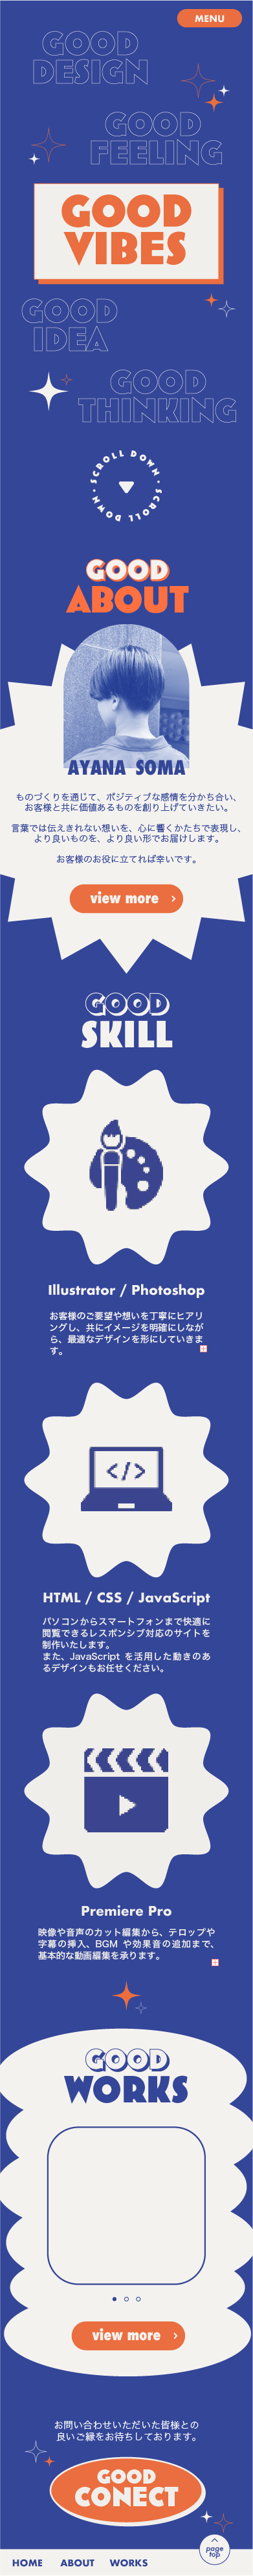 MENU
GOOD
DESIGN
GOOD
FEELING
GOOD
VIBES
GOOD
IDEA
GOOD
THINKING
SCROLL DOWN・SCROLL DOWN・
GOOD
ABOUT
AYANA SOMA
ものづくりを通じて、ポジティブな感情を分かち合い、
お客様と共に価値あるものを創り上げていきたい。
言葉では伝えきれない想いを、心に響くかたちで表現し、
より良いものを、より良い形でお届けします。
お客様のお役に立てれば幸いです。
view more
GOOD
SKILL
Illustrator / Photoshop
お客様のご要望や想いを丁寧にヒアリ
ングし、共にイメージを明確にしなが
ら、最適なデザインを形にしていきま
す。
</>
HTML / CSS / JavaScript
パソコンからスマートフォンまで快適に
閲覧できるレスポンシブ対応のサイトを
制作いたします。
また、JavaScript を活用した動きのあ
るデザインもお任せください。
Premiere Pro
映像や音声のカット編集から、テロップや
字幕の挿入、BGM や効果音の追加まで、
基本的な動画編集を承ります。
GOOD
WORKS
view more
お問い合わせいただいた皆様との
良いご縁をお待ちしております。
GOOD
CONECT
page
top
HOME ABOUT WORKS